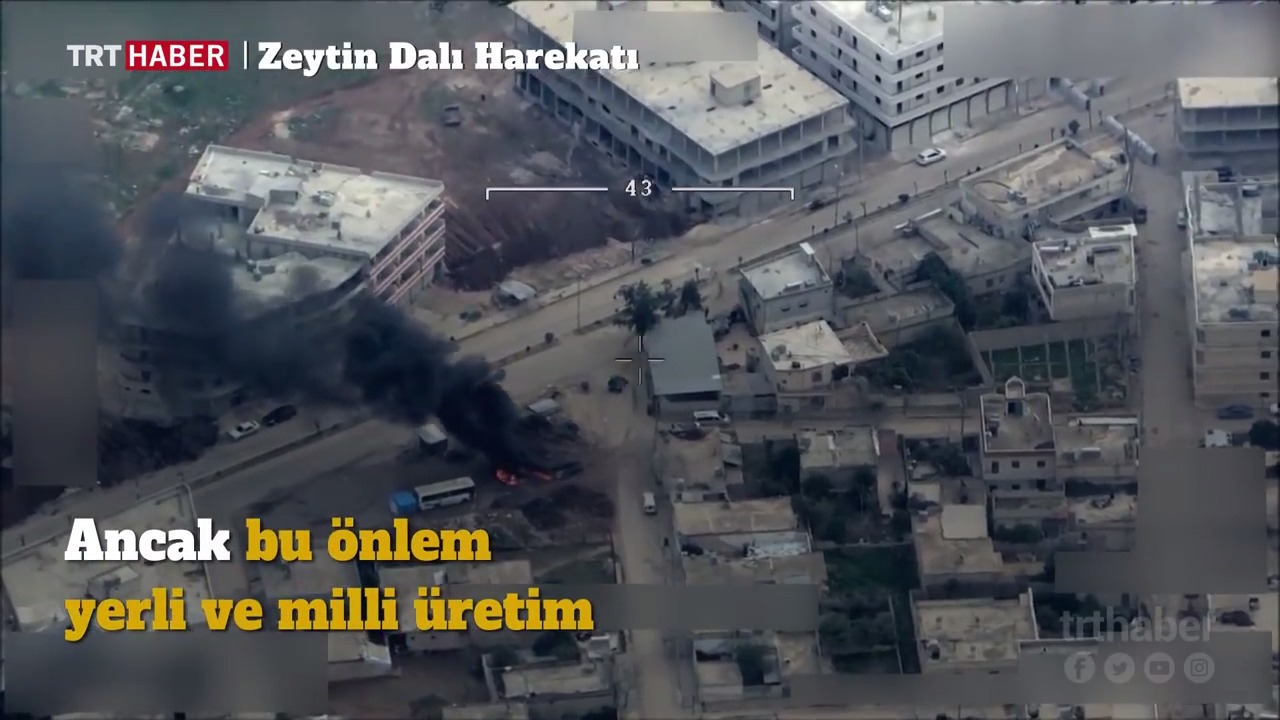 TRT HABER | Zeytin Dalı Harekatı
43
Ancak bu önlem
yerli ve milli üretim
trthaber